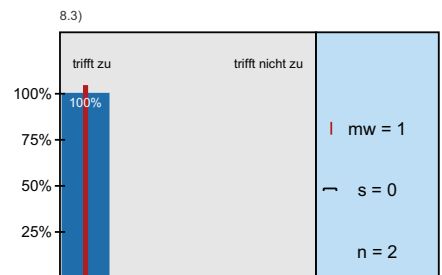 8.3)
trifft zu trifft nicht zu
100%
100%
75%
50%
25%
mw = 1
s = 0
n = 2